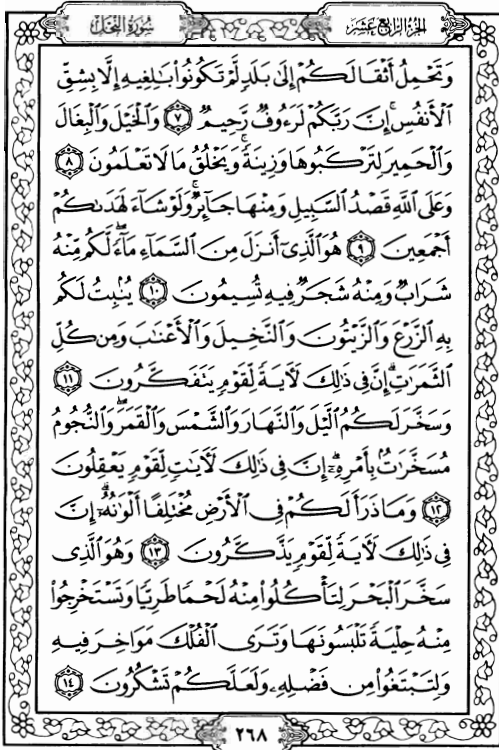 الجزء الرابع عشر
سورة النحل
وَتَحْمِلُ أَثْقَالَكُمْ إِلَىٰ بَلَدٍ لَّمْ تَكُونُوا۟ بَٰلِغِيهِ إِلَّا بِشِقِّ
ٱلْأَنفُسِ ۚ إِنَّ رَبَّكُمْ لَرَءُوفٌ رَّحِيمٌ ٧ وَٱلْخَيْلَ وَٱلْبِغَالَ
وَٱلْحَمِيرَ لِتَرْكَبُوهَا وَزِينَةً ۚ وَيَخْلُقُ مَا لَا تَعْلَمُونَ ٨
وَعَلَى ٱللَّهِ قَصْدُ ٱلسَّبِيلِ وَمِنْهَا جَآئِرٌ ۚ وَلَوْ شَآءَ لَهَدَىٰكُمْ
أَجْمَعِينَ ٩ هُوَ ٱلَّذِىٓ أَنزَلَ مِنَ ٱلسَّمَآءِ مَآءً ۖ لَّكُم مِّنْهُ
شَرَابٌ وَمِنْهُ شَجَرٌ فِيهِ تُسِيمُونَ ١٠ يُنۢبِتُ لَكُم
بِهِ ٱلزَّرْعَ وَٱلزَّيْتُونَ وَٱلنَّخِيلَ وَٱلْأَعْنَٰبَ وَمِن كُلِّ
ٱلثَّمَرَٰتِ ۗ إِنَّ فِى ذَٰلِكَ لَءَايَةً لِّقَوْمٍ يَتَفَكَّرُونَ ١١
وَسَخَّرَ لَكُمُ ٱلَّيْلَ وَٱلنَّهَارَ وَٱلشَّمْسَ وَٱلْقَمَرَ ۖ وَٱلنُّجُومُ
مُسَخَّرَٰتٌۢ بِأَمْرِهِۦٓ ۗ إِنَّ فِى ذَٰلِكَ لَءَايَٰتٍ لِّقَوْمٍ يَعْقِلُونَ
١٢ وَمَا ذَرَأَ لَكُمْ فِى ٱلْأَرْضِ مُخْتَلِفًا أَلْوَٰنُهُۥٓ ۗ إِنَّ
فِى ذَٰلِكَ لَءَايَةً لِّقَوْمٍ يَذَّكَّرُونَ ١٣ وَهُوَ ٱلَّذِى
سَخَّرَ ٱلْبَحْرَ لِتَأْكُلُوا۟ مِنْهُ لَحْمًا طَرِيًّا وَتَسْتَخْرِجُوا۟
مِنْهُ حِلْيَةً تَلْبَسُونَهَا وَتَرَى ٱلْفُلْكَ مَوَاخِرَ فِيهِ
وَلِتَبْتَغُوا۟ مِن فَضْلِهِۦ وَلَعَلَّكُمْ تَشْكُرُونَ ١٤
٢٦٨